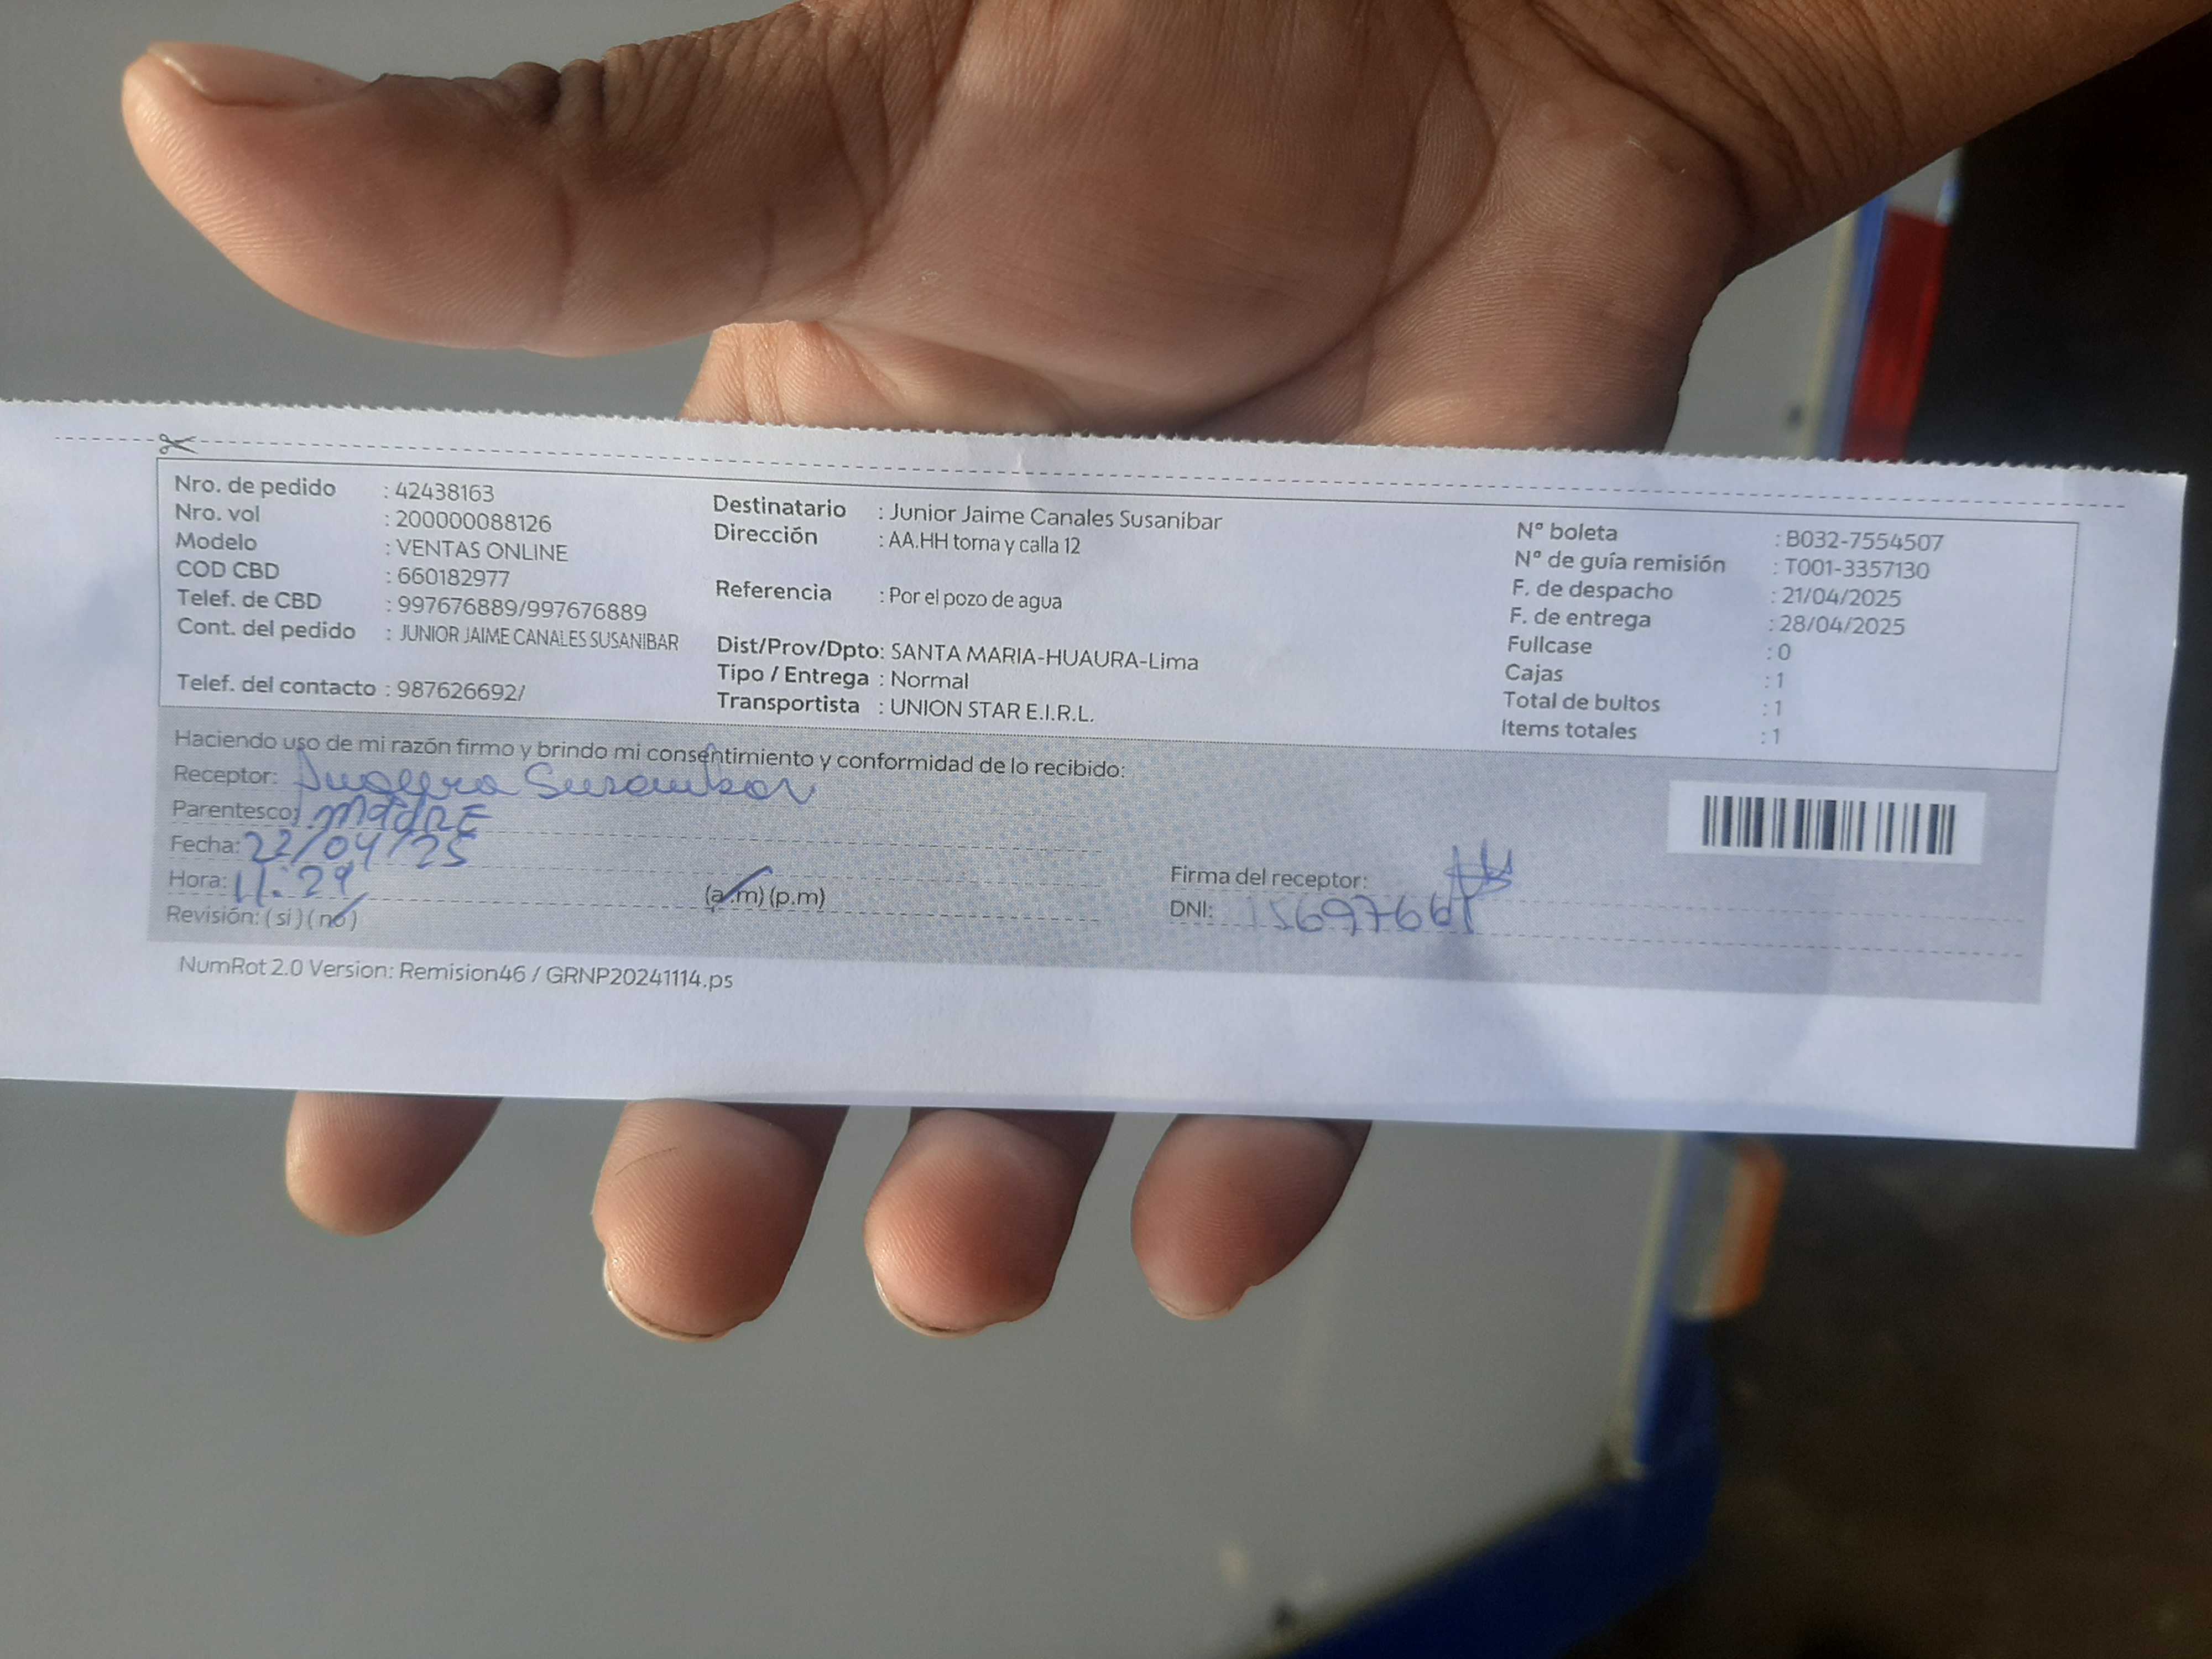 Nro. de pedido : 42438163
Nro. vol : 200000088126
Modelo : VENTAS ONLINE
COD CBD : 660182977
Telef. de CBD : 997676889/997676889
Cont. del pedido : JUNIOR JAIME CANALES SUSANIBAR
Telef. del contacto : 987626692/
Destinatario : Junior Jaime Canales Susanibar
Dirección : AA.HH toma y calla 12
Referencia : Por el pozo de agua
Dist/Prov/Dpto: SANTA MARIA-HUAURA-Lima
Tipo / Entrega : Normal
Transportista : UNION STAR E.I.R.L.
N° boleta : B032-7554507
N° de guía remisión : T001-3357130
F. de despacho : 21/04/2025
F. de entrega : 28/04/2025
Fullcase : 0
Cajas : 1
Total de bultos : 1
Items totales : 1
Haciendo uso de mi razón firmo y brindo mi consentimiento y conformidad de lo recibido:
Receptor: Susanibar
Parentesco: MadRE
Fecha: 22/04/25
Hora: 11:29 (a.m) (p.m)
Revisión: ( si ) ( no )
Firma del receptor:
DNI:
NumRot 2.0 Version: Remision46 / GRNP20241114.ps